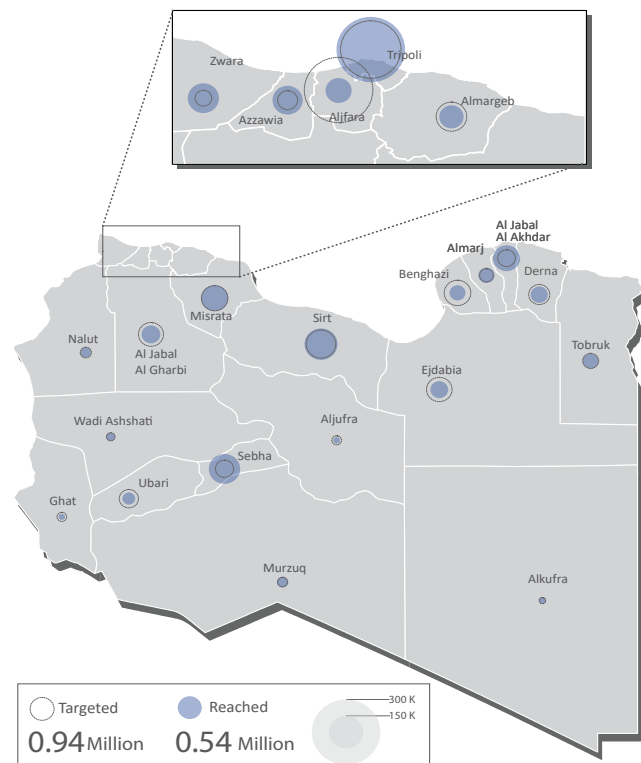 Zwara
Tripoli
Azzawia
Aljfara
Almargeb
Al Jabal
Al Akhdar
Almarj
Benghazi
Derna
Misrata
Sirt
Nalut
Al Jabal
Al Gharbi
Tobruk
Ejdabia
Wadi Ashshati
Aljufra
Sebha
Ubari
Ghat
Murzuq
Alkufra
Targeted
Reached
300 K
150 K
0.94 Million
0.54 Million